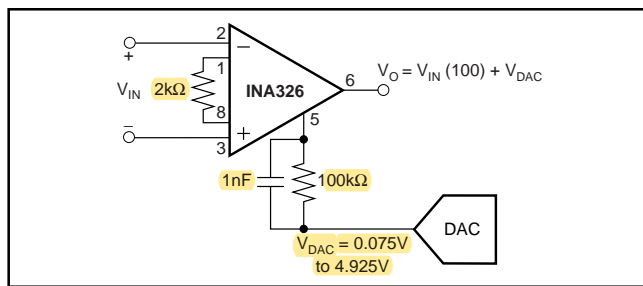 2
+
−
1
V_IN
2kΩ
INA326
6
V_O = V_IN (100) + V_DAC
8
5
−
+
3
1nF
100kΩ
DAC
V_DAC = 0.075V
to 4.925V